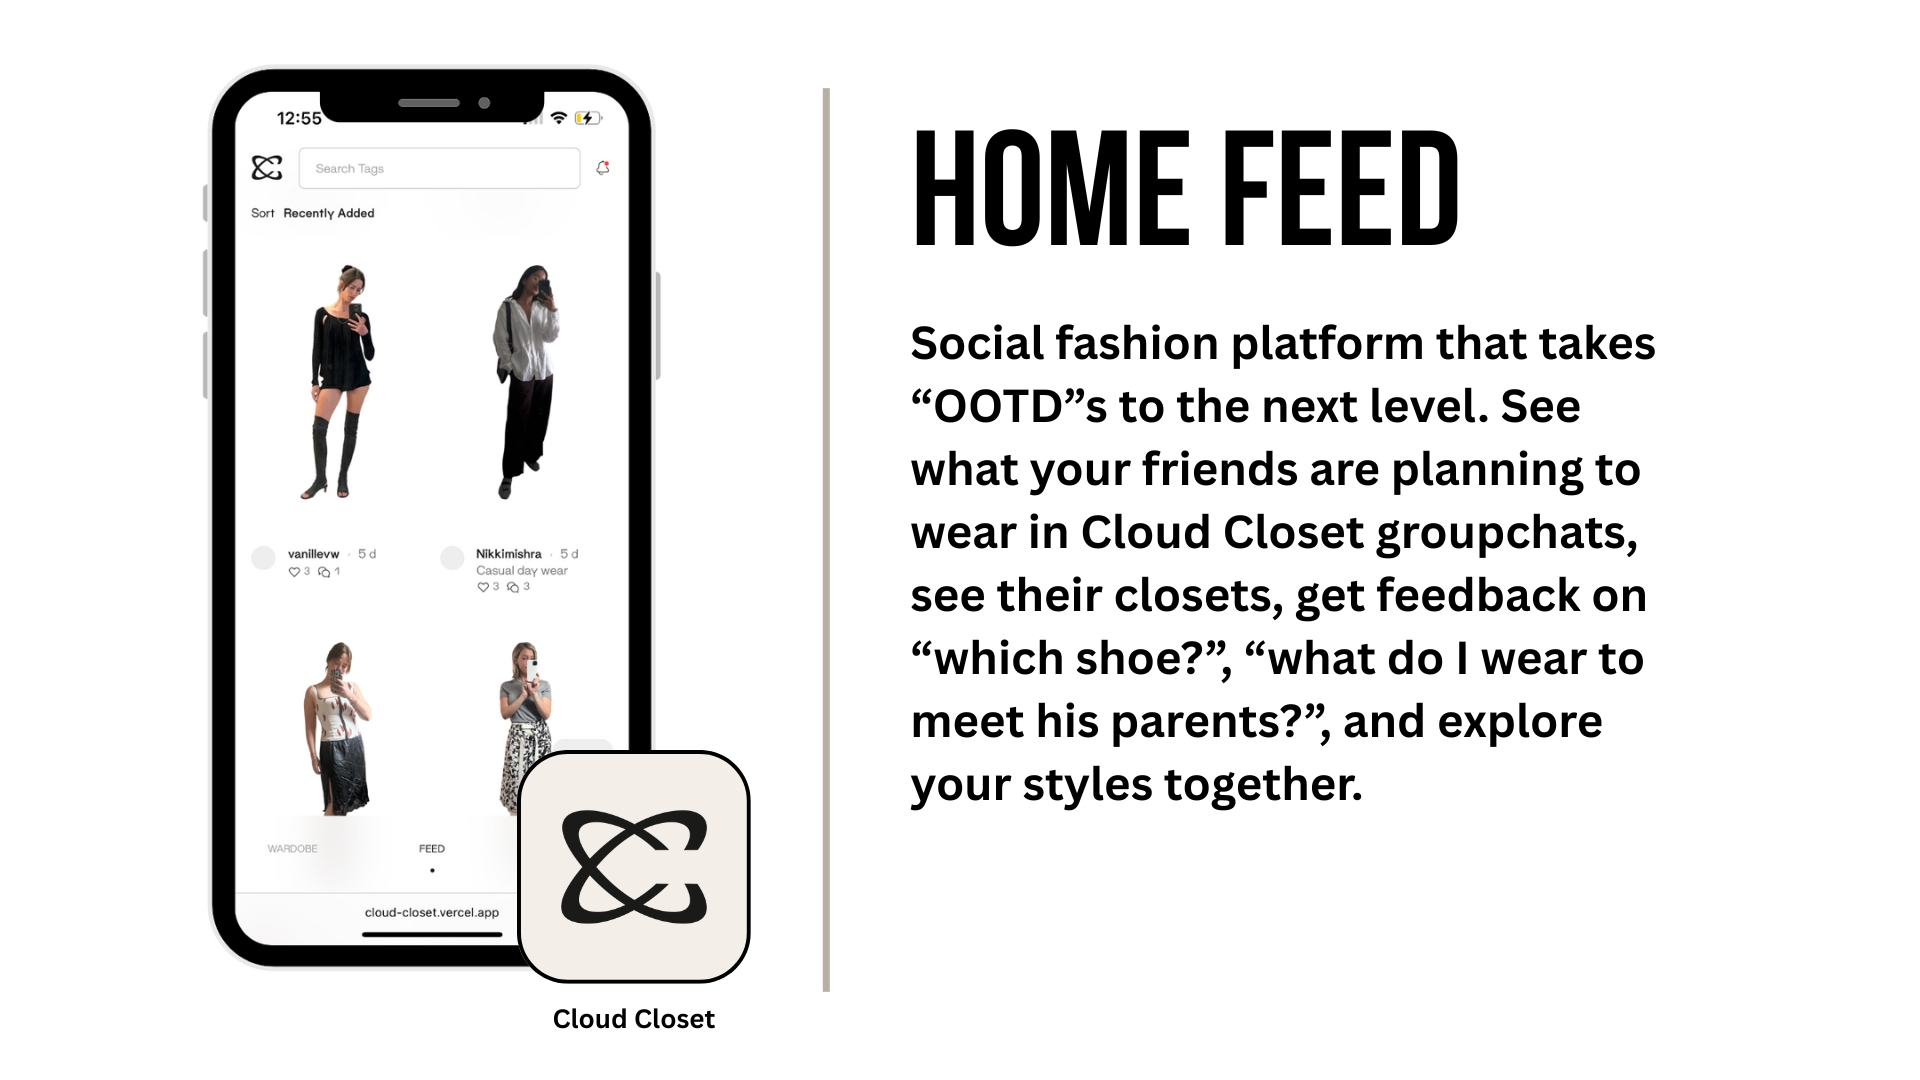 12:55
Search Tags
Sort Recently Added
vanillevw · 5 d
3 1
Nikkimishra · 5 d
Casual day wear
3 3
WARDOBE
FEED
cloud-closet.vercel.app
Cloud Closet
HOME FEED
Social fashion platform that takes
“OOTD”s to the next level. See
what your friends are planning to
wear in Cloud Closet groupchats,
see their closets, get feedback on
“which shoe?”, “what do I wear to
meet his parents?”, and explore
your styles together.